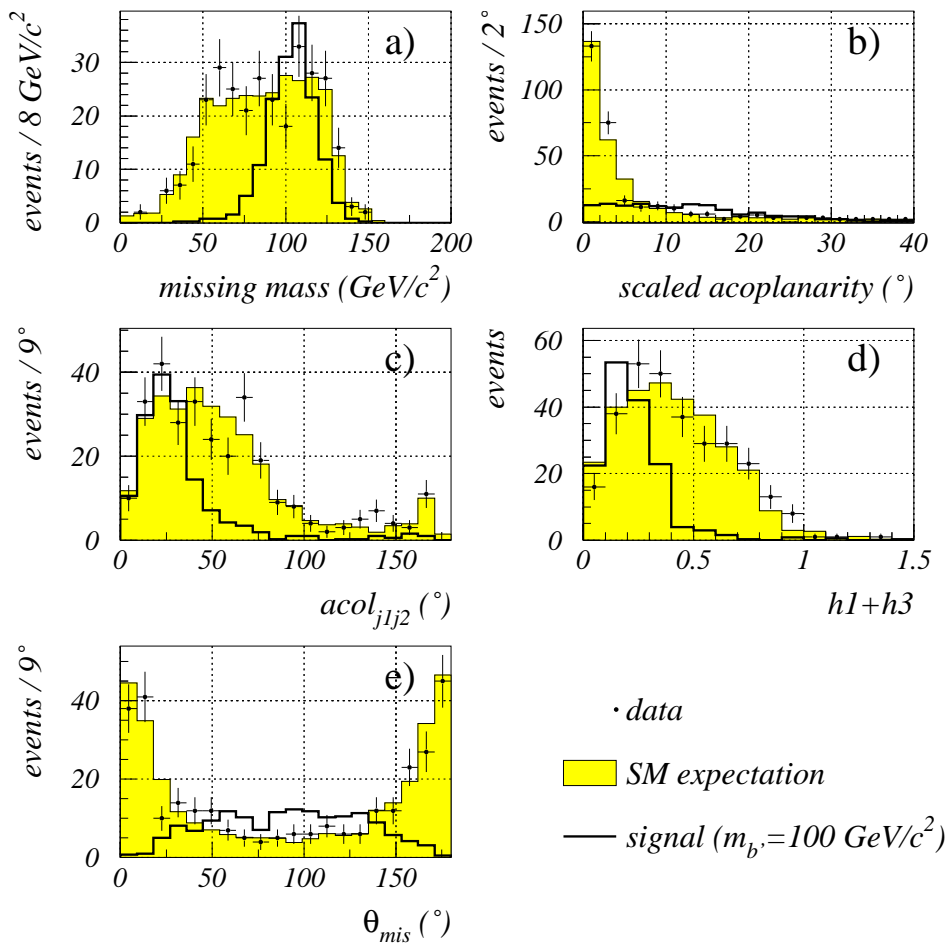 a)
events / 8 GeV/c²
30
20
10
0
0 50 100 150 200
missing mass (GeV/c²)
b)
events / 2°
150
100
50
0
0 10 20 30 40
scaled acoplanarity (°)
c)
events / 9°
40
20
0
0 50 100 150
acol_j1j2 (°)
d)
events
60
40
20
0
0 0.5 1 1.5
h1+h3
e)
events / 9°
40
20
0
0 50 100 150
θ_mis (°)
data
SM expectation
signal (m_b'=100 GeV/c²)